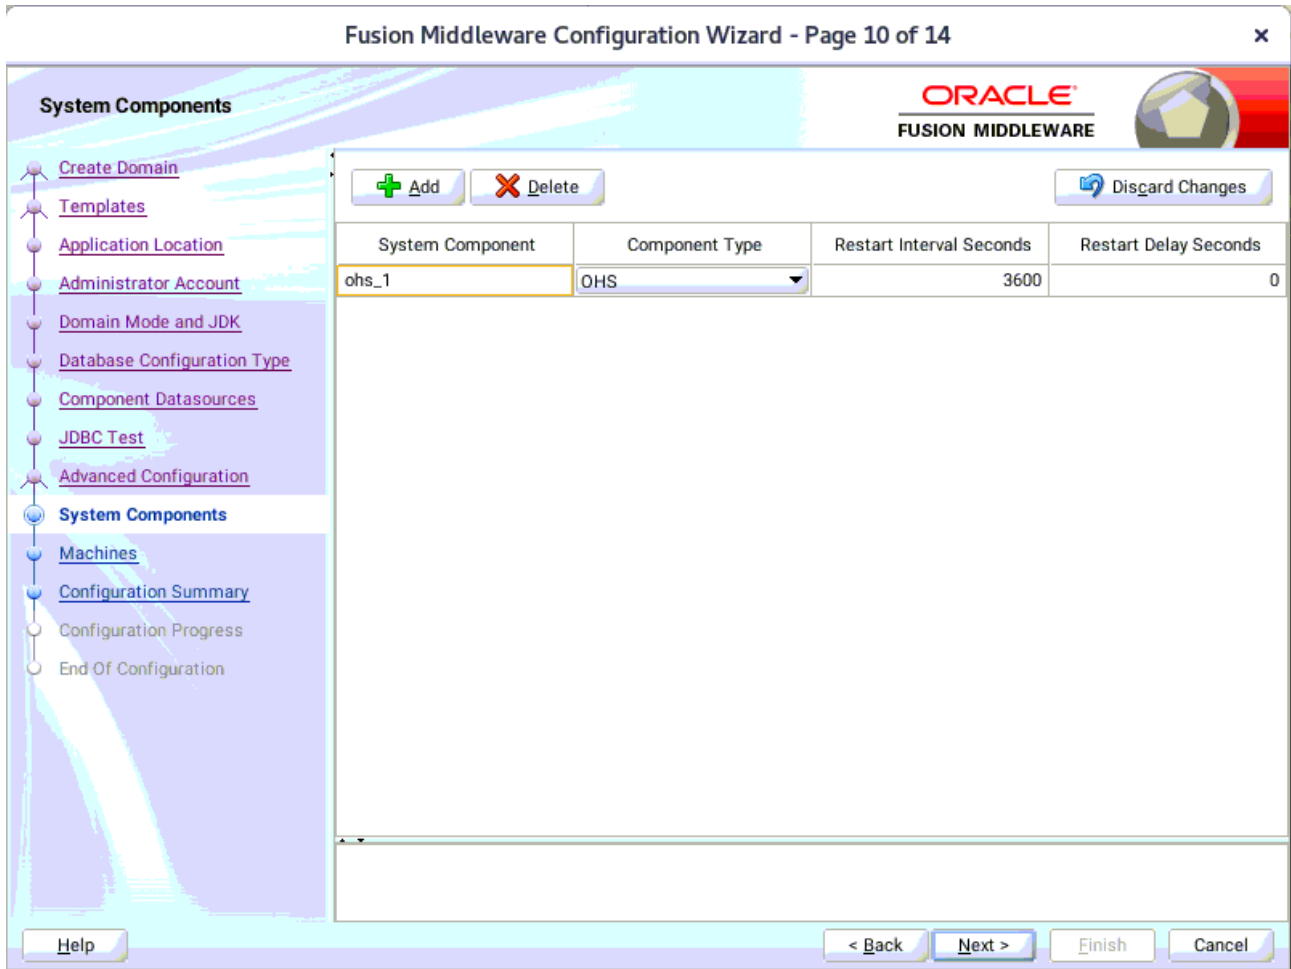 Fusion Middleware Configuration Wizard - Page 10 of 14
×
System Components
ORACLE
FUSION MIDDLEWARE
Create Domain
Templates
Application Location
Administrator Account
Domain Mode and JDK
Database Configuration Type
Component Datasources
JDBC Test
Advanced Configuration
System Components
Machines
Configuration Summary
Configuration Progress
End Of Configuration
Add Delete Discard Changes
System Component Component Type Restart Interval Seconds Restart Delay Seconds
ohs_1 OHS 3600 0
Help < Back Next > Finish Cancel